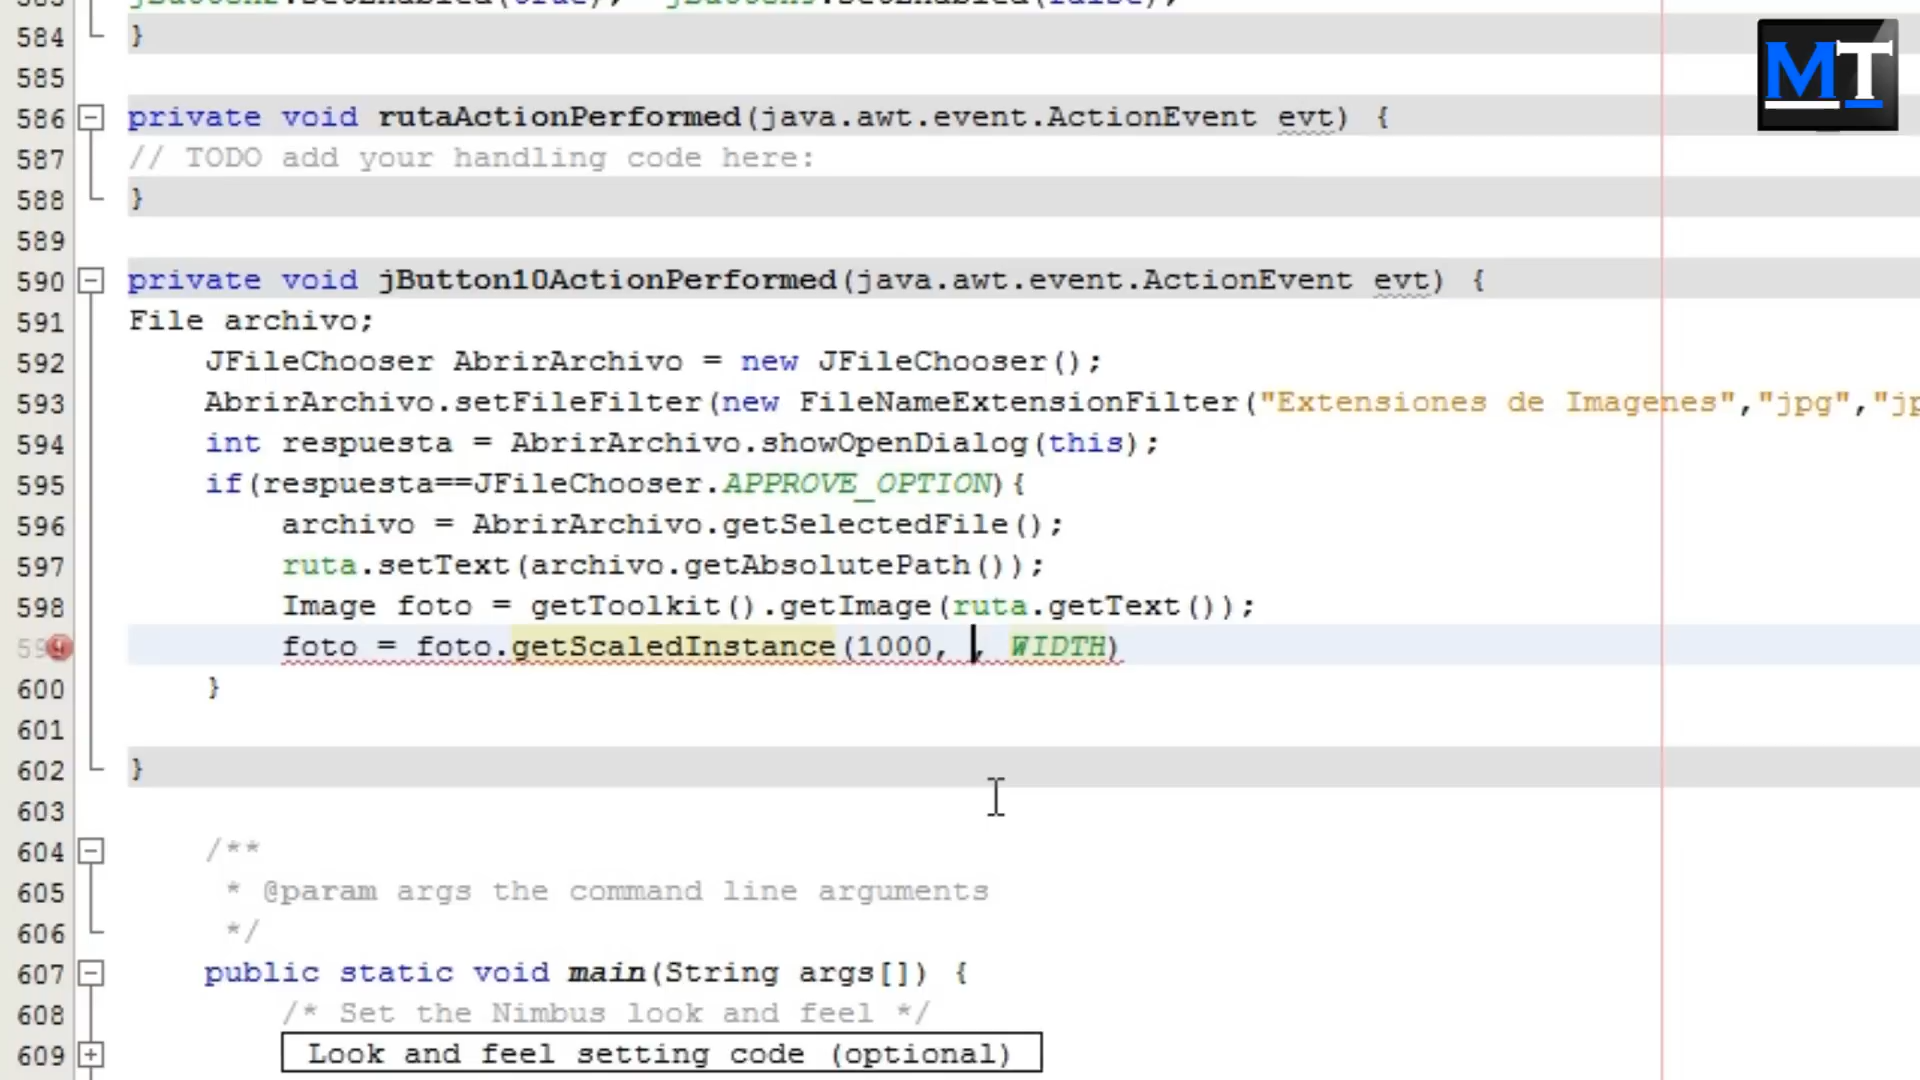 584 }
585
586 private void rutaActionPerformed(java.awt.event.ActionEvent evt) {
587 // TODO add your handling code here:
588 }
589
590 private void jButton10ActionPerformed(java.awt.event.ActionEvent evt) {
591 File archivo;
592 JFileChooser AbrirArchivo = new JFileChooser();
593 AbrirArchivo.setFileFilter(new FileNameExtensionFilter("Extensiones de Imagenes","jpg","jp
594 int respuesta = AbrirArchivo.showOpenDialog(this);
595 if(respuesta==JFileChooser.APPROVE_OPTION){
596 archivo = AbrirArchivo.getSelectedFile();
597 ruta.setText(archivo.getAbsolutePath());
598 Image foto = getToolkit().getImage(ruta.getText());
59 foto = foto.getScaledInstance(1000, , WIDTH)
600 }
601
602 }
603
604 /**
605 * @param args the command line arguments
606 */
607 public static void main(String args[]) {
608 /* Set the Nimbus look and feel */
609 Look and feel setting code (optional)
MT